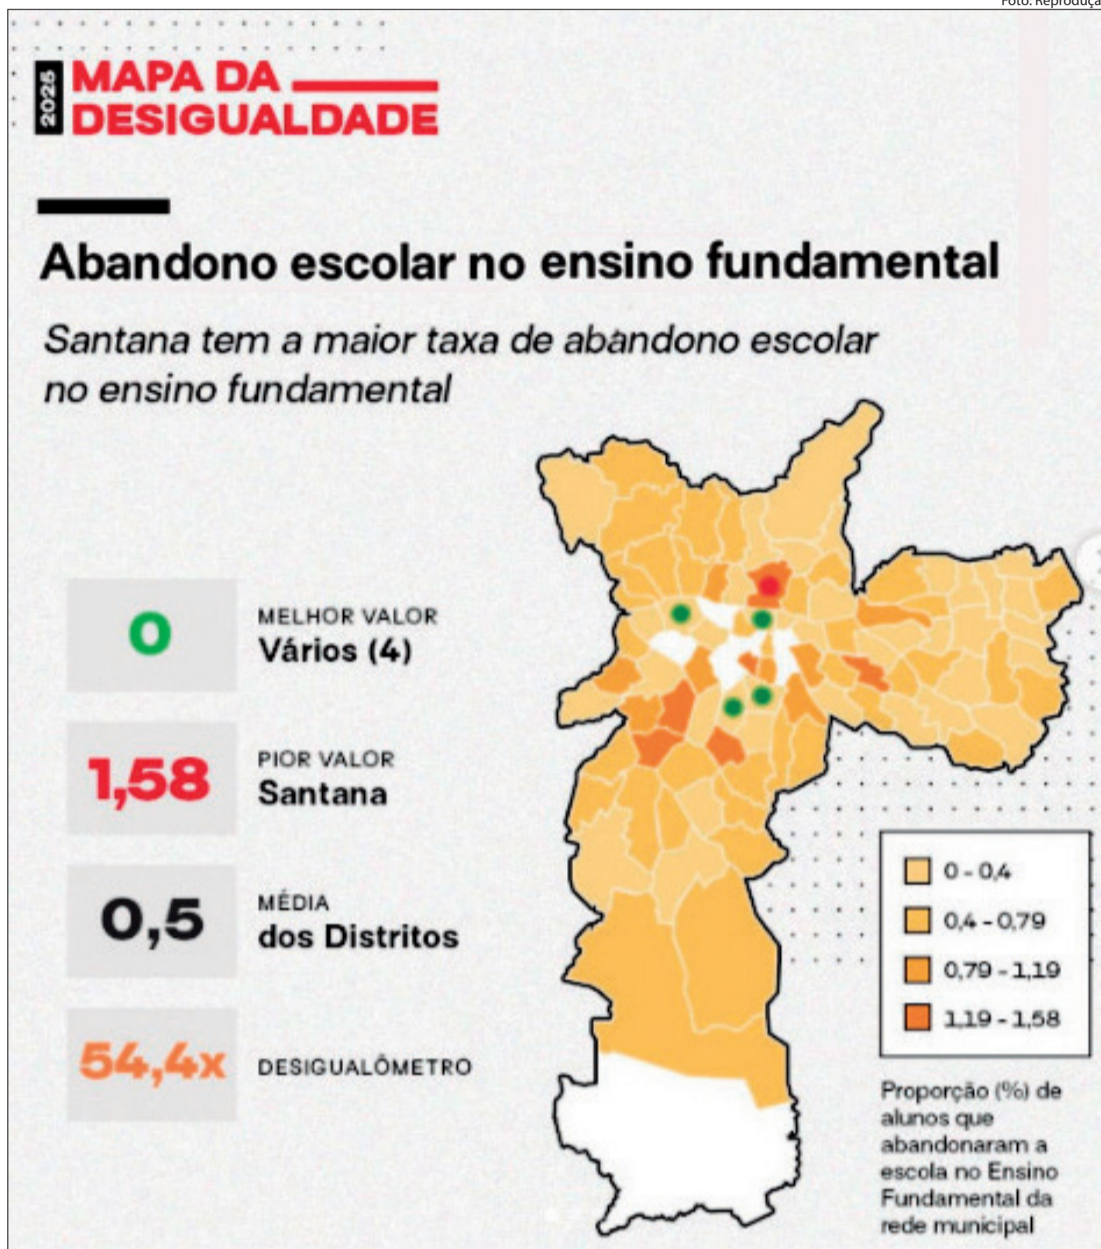 Foto: Reproduçã
2025
MAPA DA
DESIGUALDADE
Abandono escolar no ensino fundamental
Santana tem a maior taxa de abandono escolar
no ensino fundamental
0
MELHOR VALOR
Vários (4)
1,58
PIOR VALOR
Santana
0,5
MÉDIA
dos Distritos
54,4x
DESIGUALÔMETRO
0 - 0,4
0,4 - 0,79
0,79 - 1,19
1,19 - 1,58
Proporção (%) de
alunos que
abandonaram a
escola no Ensino
Fundamental da
rede municipal